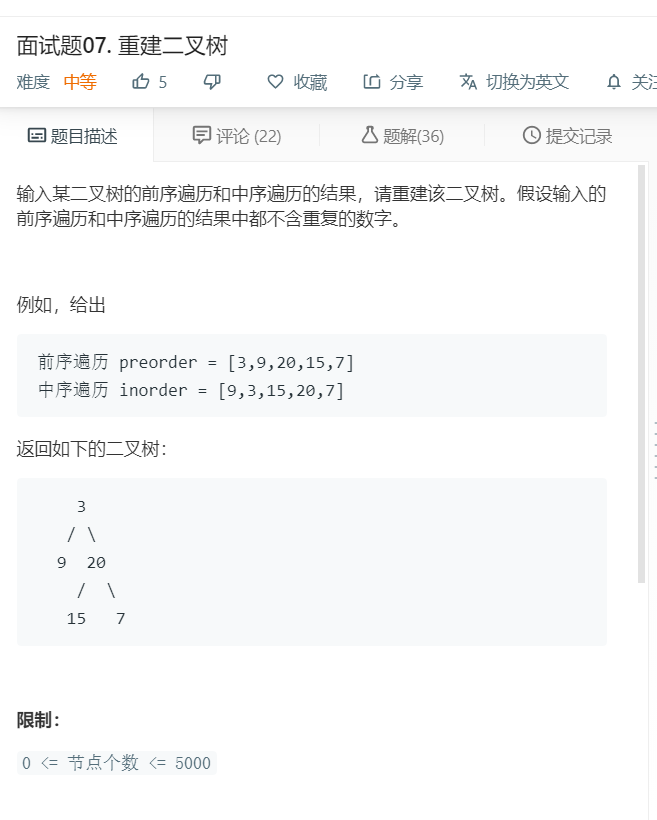 面试题07. 重建二叉树
难度 中等 5 收藏 分享 切换为英文 关注
题目描述 评论 (22) 题解(36) 提交记录
输入某二叉树的前序遍历和中序遍历的结果，请重建该二叉树。假设输入的
前序遍历和中序遍历的结果中都不含重复的数字。
例如，给出
前序遍历 preorder = [3,9,20,15,7]
中序遍历 inorder = [9,3,15,20,7]
返回如下的二叉树：
3
/ \
9 20
/ \
15 7
限制：
0 <= 节点个数 <= 5000